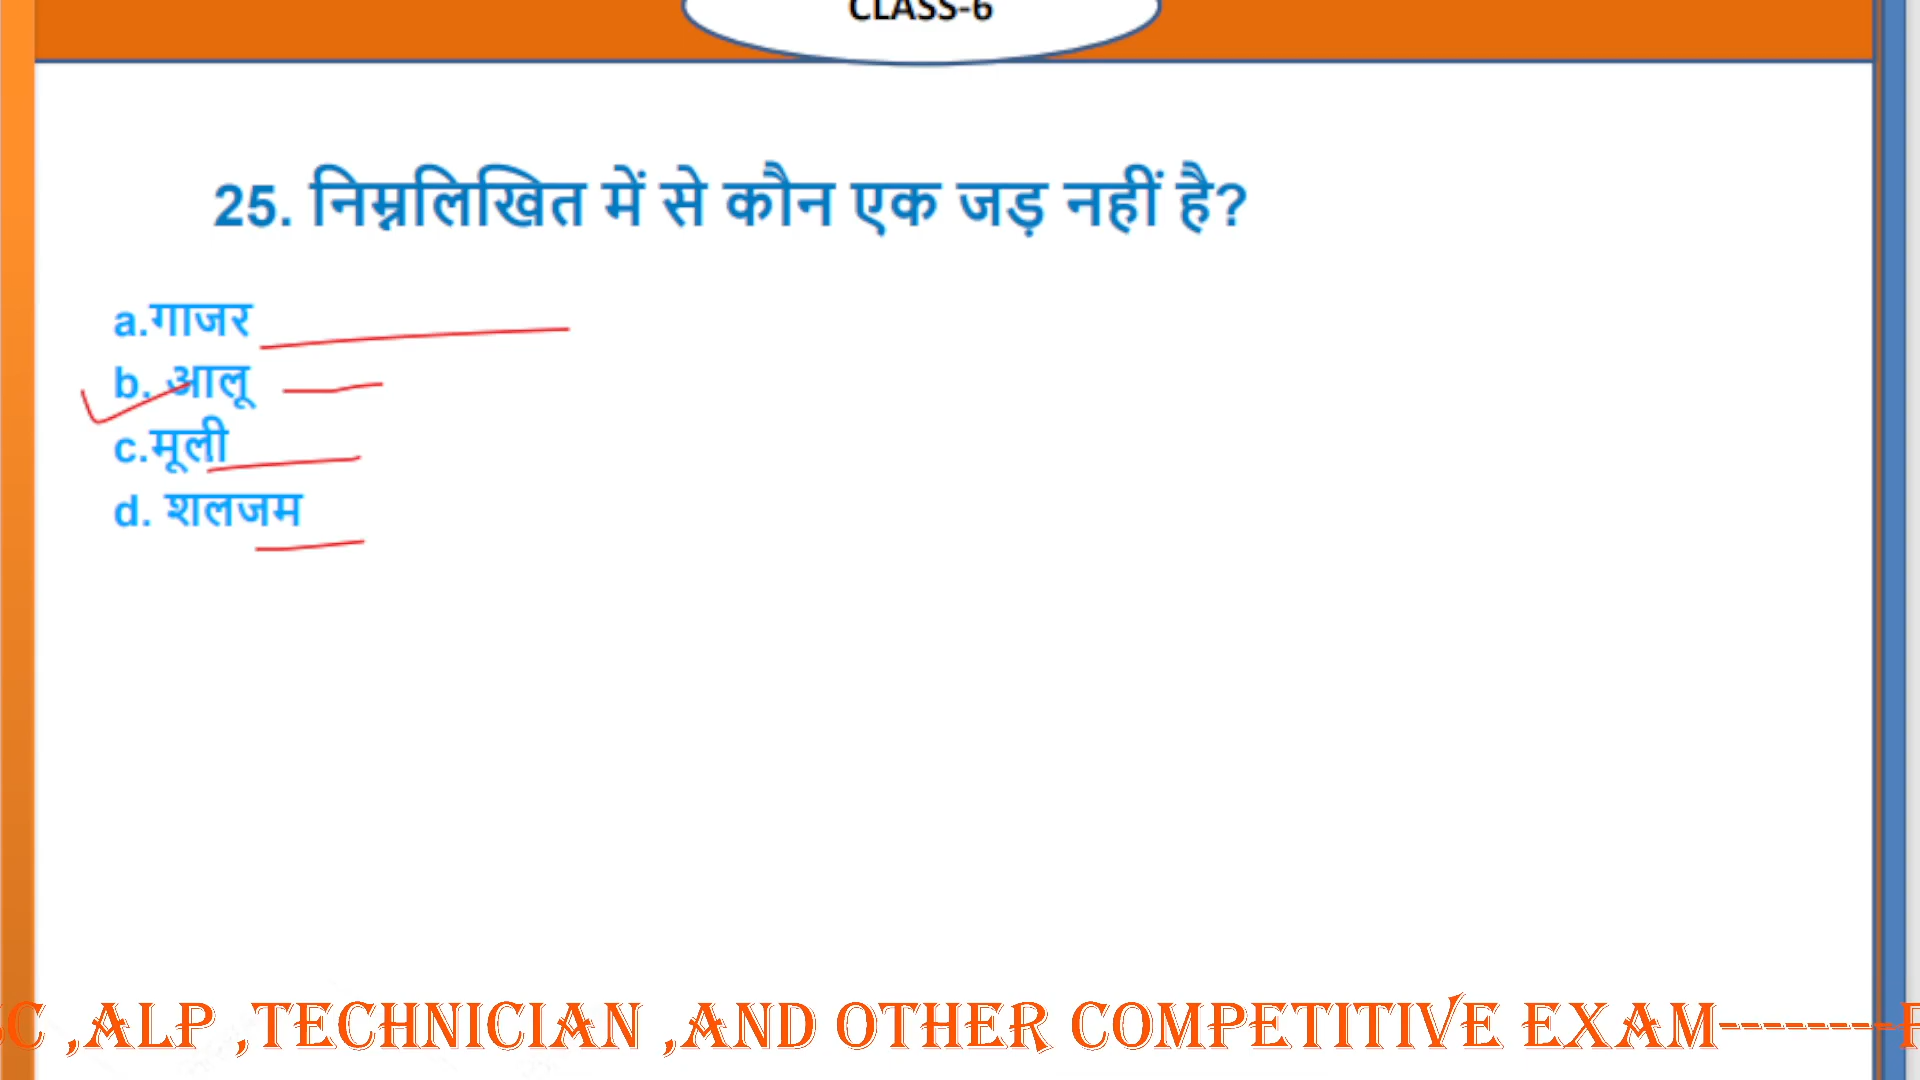 CLASS-6
25. निम्नलिखित में से कौन एक जड़ नहीं है?
a.गाजर
b. आलू
c.मूली
d. शलजम
,ALP ,TECHNICIAN ,AND OTHER COMPETITIVE EXAM--------